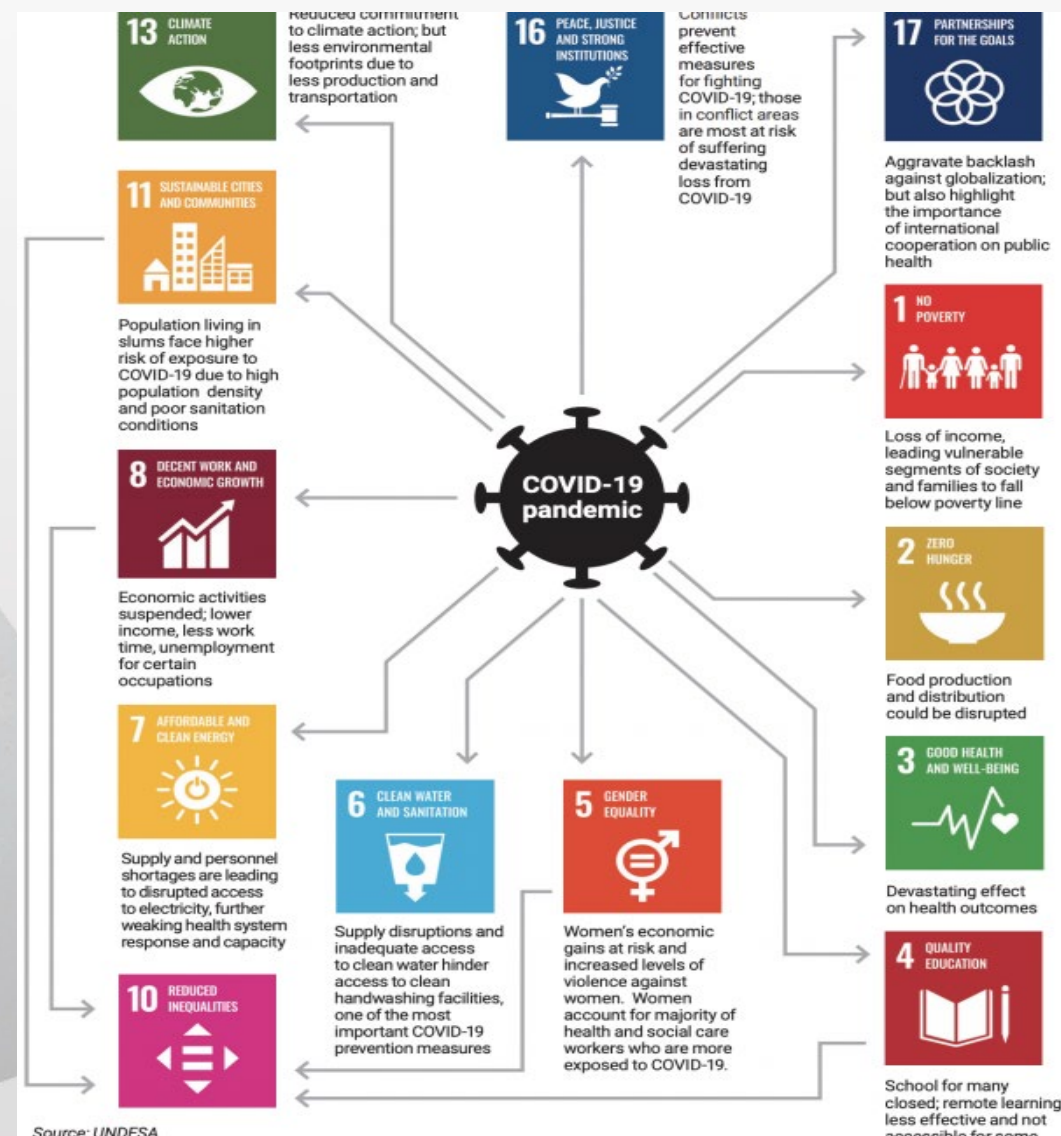 13 CLIMATE
ACTION
Reduced commitment
to climate action; but
less environmental
footprints due to
less production and
transportation
16 PEACE, JUSTICE
AND STRONG
INSTITUTIONS
Conflicts
prevent
effective
measures
for fighting
COVID-19; those
in conflict areas
are most at risk
of suffering
devastating
loss from
COVID-19
17 PARTNERSHIPS
FOR THE GOALS
Aggravate backlash
against globalization;
but also highlight
the importance
of international
cooperation on public
health
11 SUSTAINABLE CITIES
AND COMMUNITIES
Population living in
slums face higher
risk of exposure to
COVID-19 due to high
population density
and poor sanitation
conditions
1 NO
POVERTY
Loss of income,
leading vulnerable
segments of society
and families to fall
below poverty line
COVID-19
pandemic
8 DECENT WORK AND
ECONOMIC GROWTH
Economic activities
suspended; lower
income, less work
time, unemployment
for certain
occupations
2 ZERO
HUNGER
Food production
and distribution
could be disrupted
7 AFFORDABLE AND
CLEAN ENERGY
Supply and personnel
shortages are leading
to disrupted access
to electricity, further
weaking health system
response and capacity
6 CLEAN WATER
AND SANITATION
Supply disruptions and
inadequate access
to clean water hinder
access to clean
handwashing facilities,
one of the most
important COVID-19
prevention measures
5 GENDER
EQUALITY
Women's economic
gains at risk and
increased levels of
violence against
women. Women
account for majority of
health and social care
workers who are more
exposed to COVID-19.
3 GOOD HEALTH
AND WELL-BEING
Devastating effect
on health outcomes
4 QUALITY
EDUCATION
School for many
closed; remote learning
less effective and not
accessible for some
10 REDUCED
INEQUALITIES
Source: UNDESA